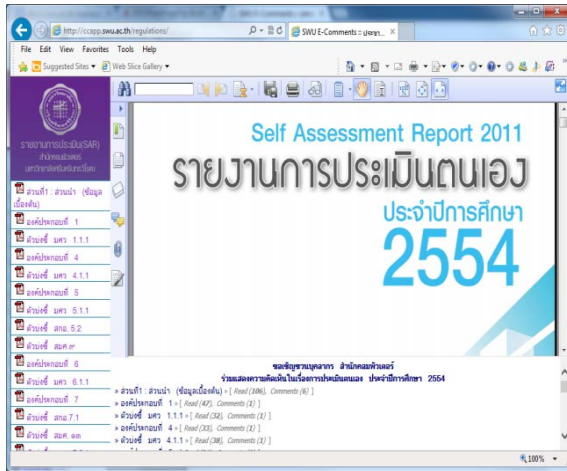 http://ccapp.swu.ac.th/regulations/
SWU E-Comments :: ประชา...
File Edit View Favorites Tools Help
Suggested Sites
Web Slice Gallery
รายงานการประเมิน(SAR)
สำนักคอมพิวเตอร์
มหาวิทยาลัยศรีนครินทรวิโรฒ
ส่วนที่1 : ส่วนนำ (ข้อมูลเบื้องต้น)
องค์ประกอบที่ 1
ตัวบ่งชี้ มศว 1.1.1
องค์ประกอบที่ 4
ตัวบ่งชี้ มศว 4.1.1
องค์ประกอบที่ 5
ตัวบ่งชี้ มศว 5.1.1
ตัวบ่งชี้ สกอ. 5.2
ตัวบ่งชี้ สมศ.๙
องค์ประกอบที่ 6
ตัวบ่งชี้ มศว 6.1.1
องค์ประกอบที่ 7
ตัวบ่งชี้ สกอ.7.1
ตัวบ่งชี้ สมศ. ๑๓
Self Assessment Report 2011
รายงานการประเมินตนเอง
ประจำปีการศึกษา
2554
ขอเชิญชวนบุคลากร สำนักคอมพิวเตอร์
ร่วมแสดงความคิดเห็นในเรื่องการประเมินตนเอง ประจำปีการศึกษา 2554
» ส่วนที่1 : ส่วนนำ (ข้อมูลเบื้องต้น) » [ Read (106), Comments (6) ]
» องค์ประกอบที่ 1 » [ Read (47), Comments (1) ]
» ตัวบ่งชี้ มศว 1.1.1 » [ Read (32), Comments (1) ]
» องค์ประกอบที่ 4 » [ Read (33), Comments (1) ]
» ตัวบ่งชี้ มศว 4.1.1 » [ Read (38), Comments (1) ]
100%